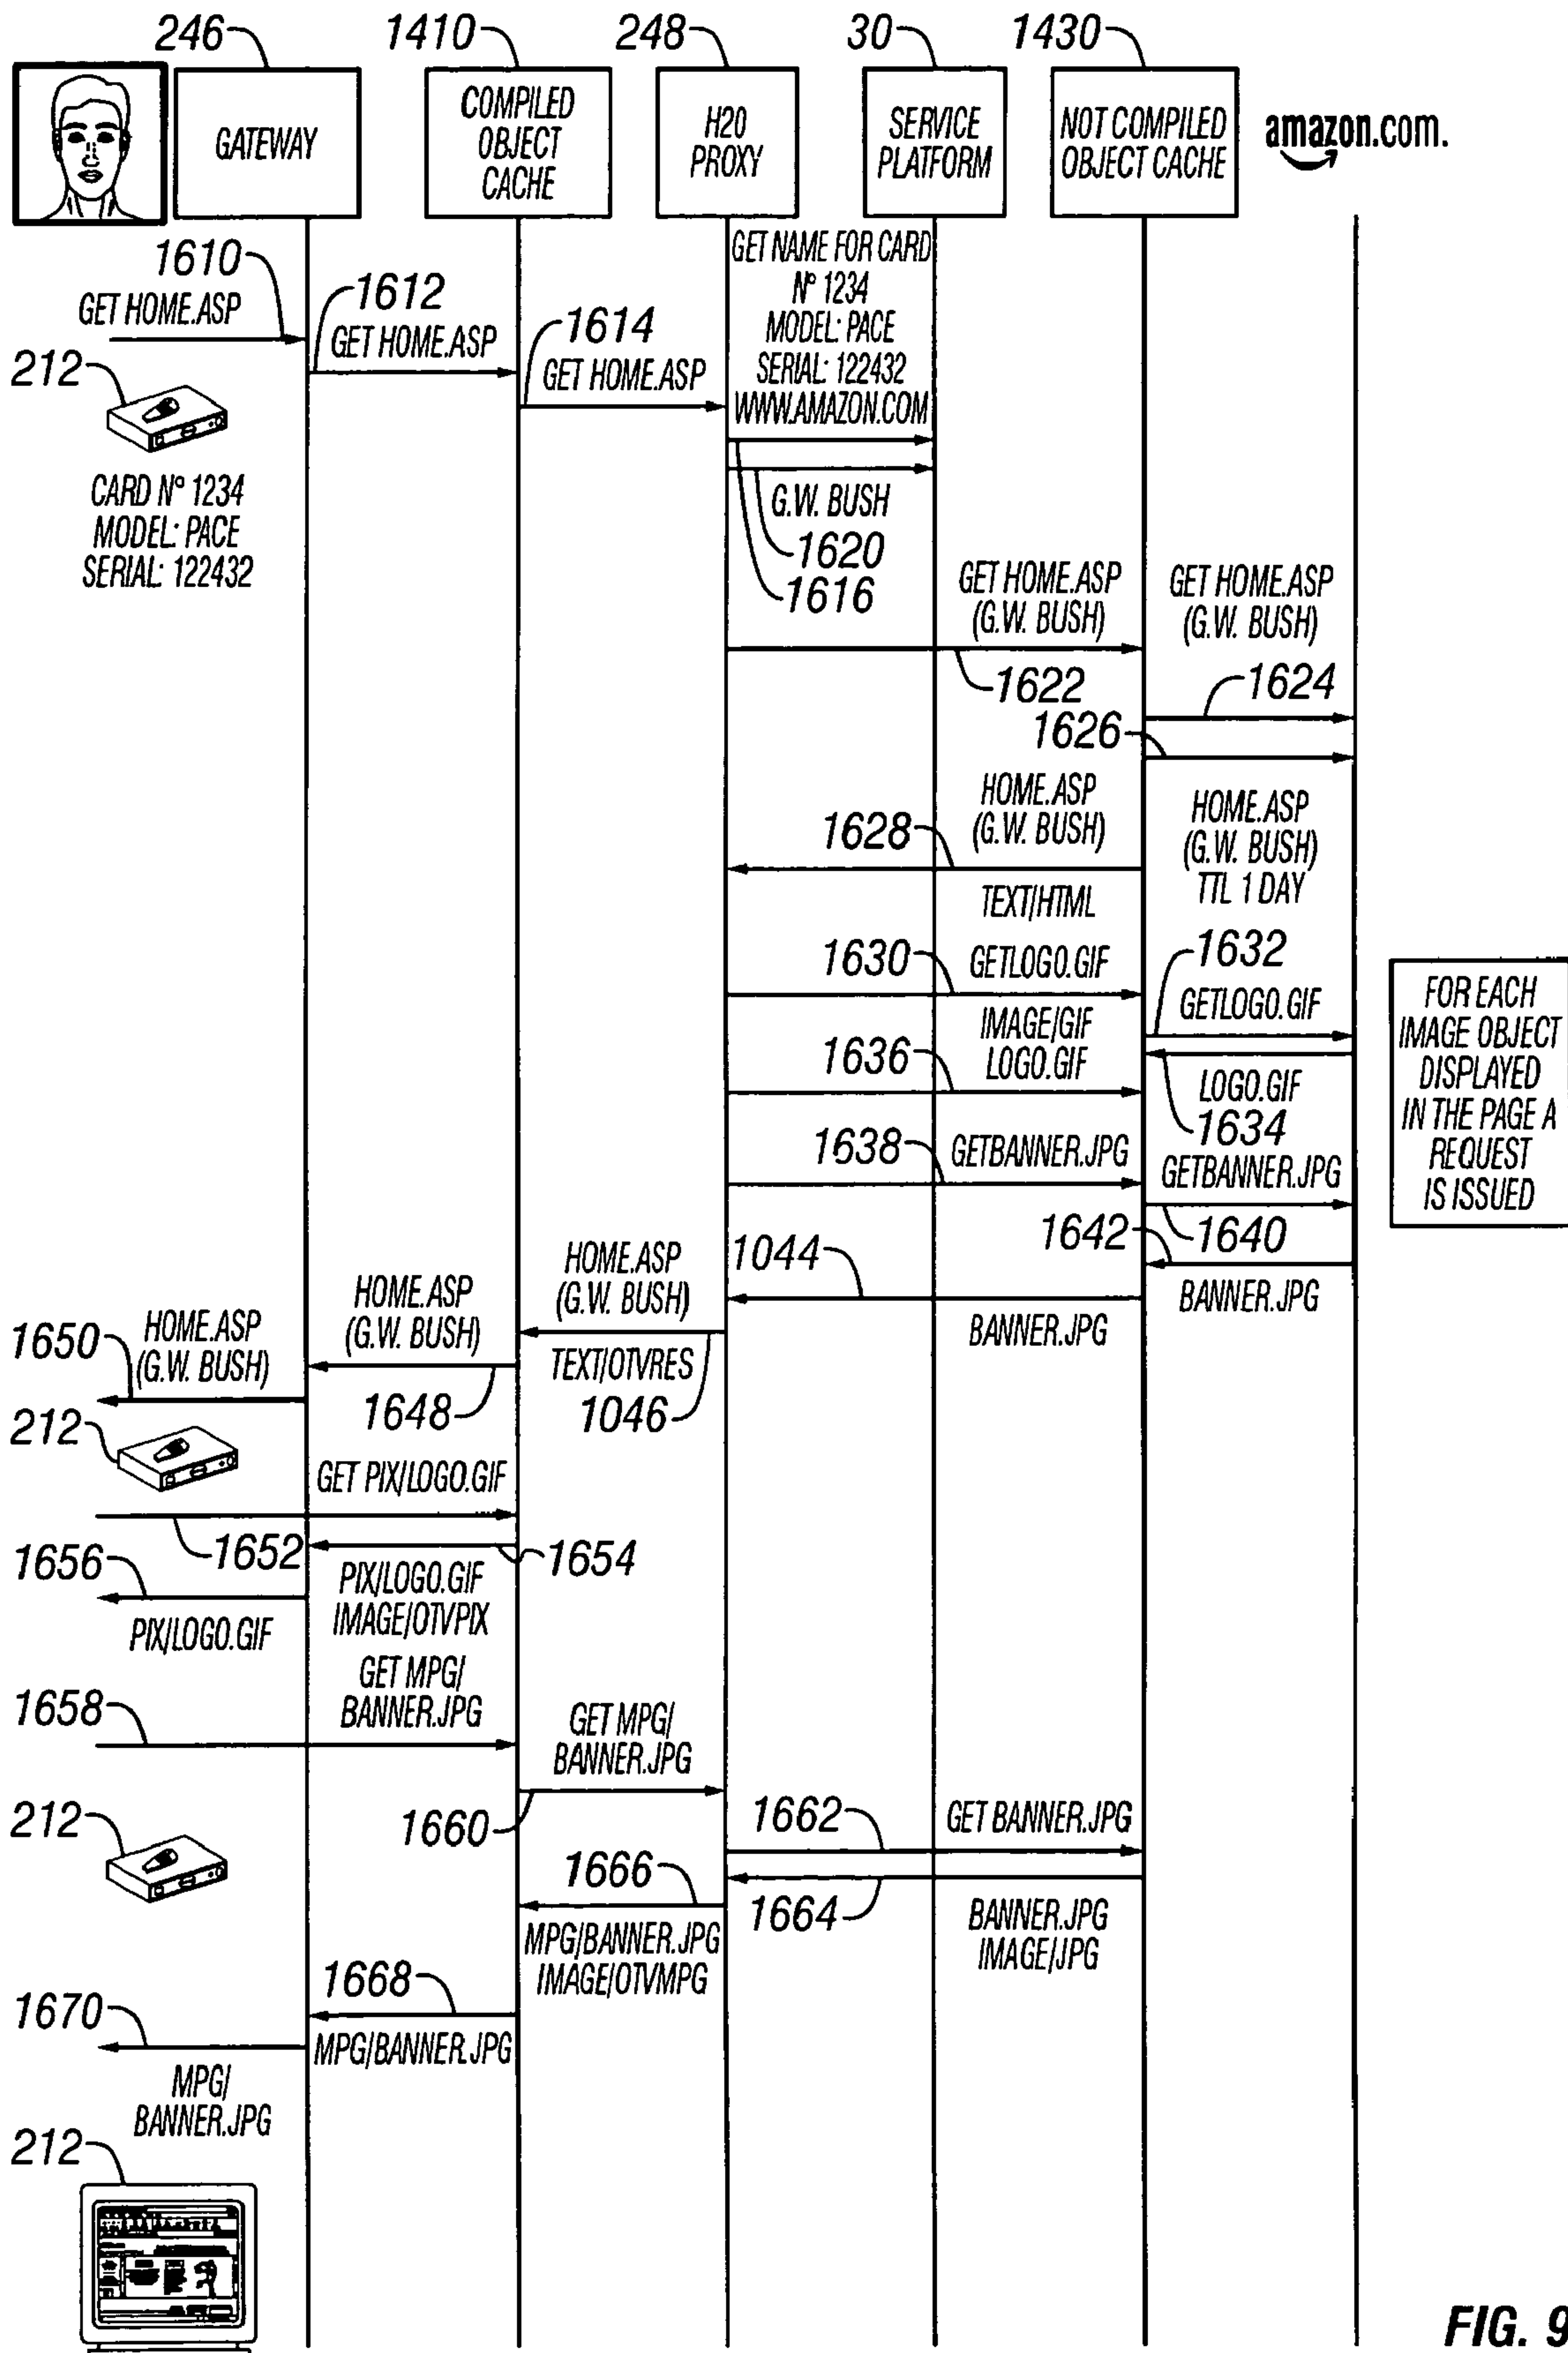 246
1410
248
30
1430
GATEWAY
COMPILED
OBJECT
CACHE
H20
PROXY
SERVICE
PLATFORM
NOT COMPILED
OBJECT CACHE
amazon.com.
1610
GET HOME.ASP
1612
GET HOME.ASP
1614
GET HOME.ASP
GET NAME FOR CARD
N° 1234
MODEL: PACE
SERIAL: 122432
WWW.AMAZON.COM
212
CARD N° 1234
MODEL: PACE
SERIAL: 122432
G.W. BUSH
1620
1616
GET HOME.ASP
(G.W. BUSH)
GET HOME.ASP
(G.W. BUSH)
1622
1624
1626
HOME.ASP
(G.W. BUSH)
1628
HOME.ASP
(G.W. BUSH)
TTL 1 DAY
TEXT/HTML
1630
GETLOGO.GIF
1632
GETLOGO.GIF
FOR EACH
IMAGE OBJECT
DISPLAYED
IN THE PAGE A
REQUEST
IS ISSUED
IMAGE/GIF
LOGO.GIF
1636
LOGO.GIF
1634
1638
GETBANNER.JPG
GETBANNER.JPG
1642
1640
1044
BANNER.JPG
BANNER.JPG
HOME.ASP
(G.W. BUSH)
HOME.ASP
(G.W. BUSH)
1650
HOME.ASP
(G.W. BUSH)
TEXT/OTVRES
1648
1046
212
GET PIX/LOGO.GIF
1652
1654
1656
PIX/LOGO.GIF
IMAGE/OTVPIX
PIX/LOGO.GIF
GET MPG/
BANNER.JPG
1658
GET MPG/
BANNER.JPG
212
1660
1662
GET BANNER.JPG
1666
1664
BANNER.JPG
IMAGE/JPG
MPG/BANNER.JPG
IMAGE/OTVMPG
1668
1670
MPG/BANNER.JPG
MPG/
BANNER.JPG
212
FIG. 9